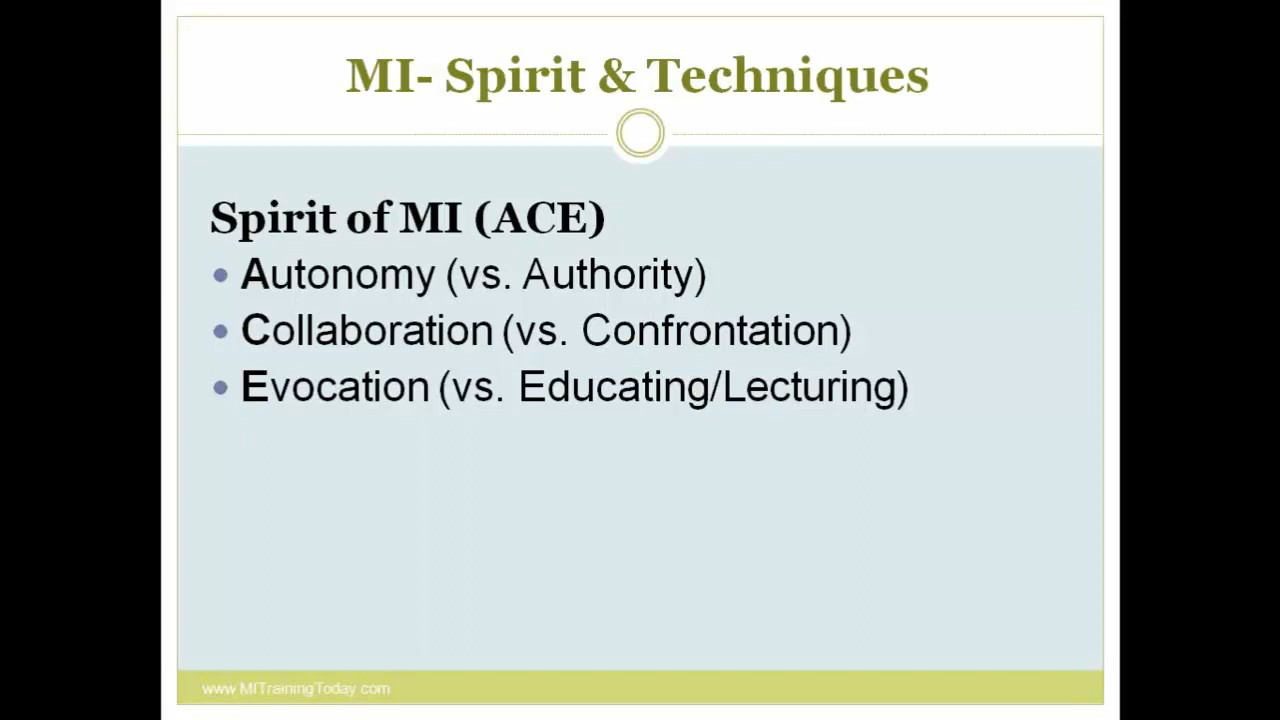 MI- Spirit & Techniques
Spirit of MI (ACE)
• Autonomy (vs. Authority)
• Collaboration (vs. Confrontation)
• Evocation (vs. Educating/Lecturing)
www.MITrainingToday.com